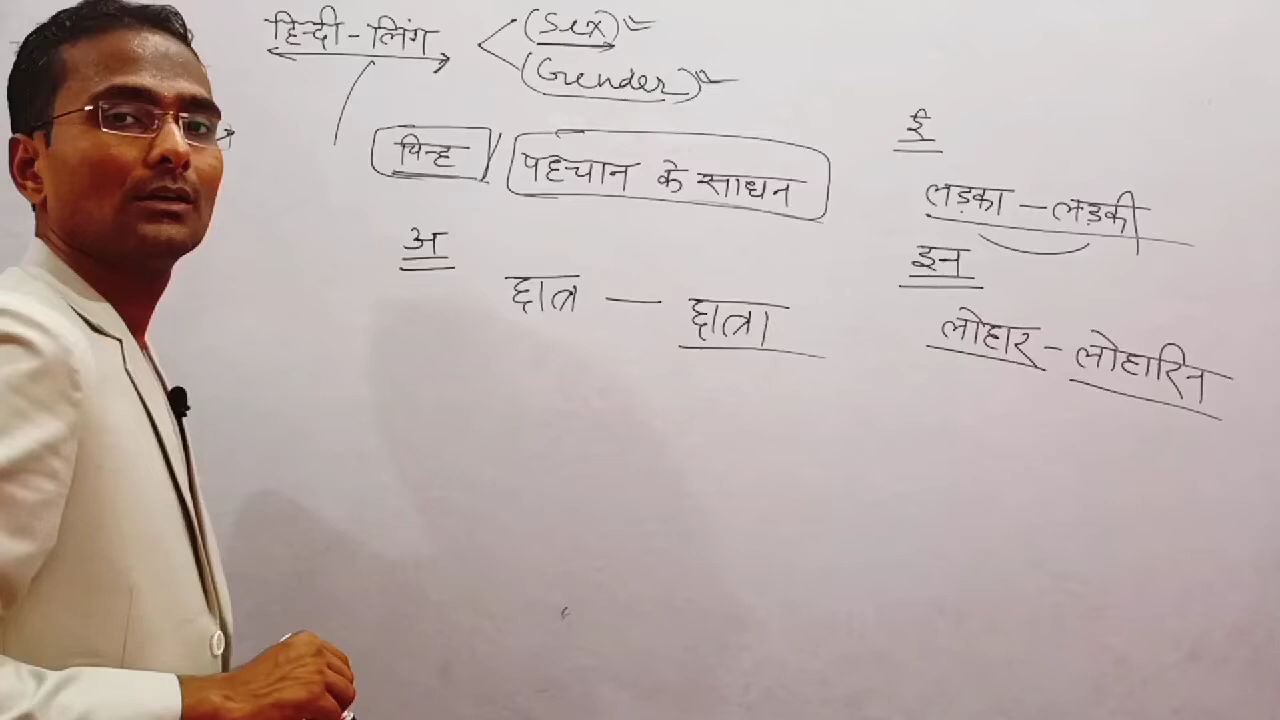 हिन्दी - लिंग
(Sex)
(Gender)
चिन्ह / पहचान के साधन
अ
छात्र — छात्रा
ई
लड़का — लड़की
इन
लोहार - लोहारिन